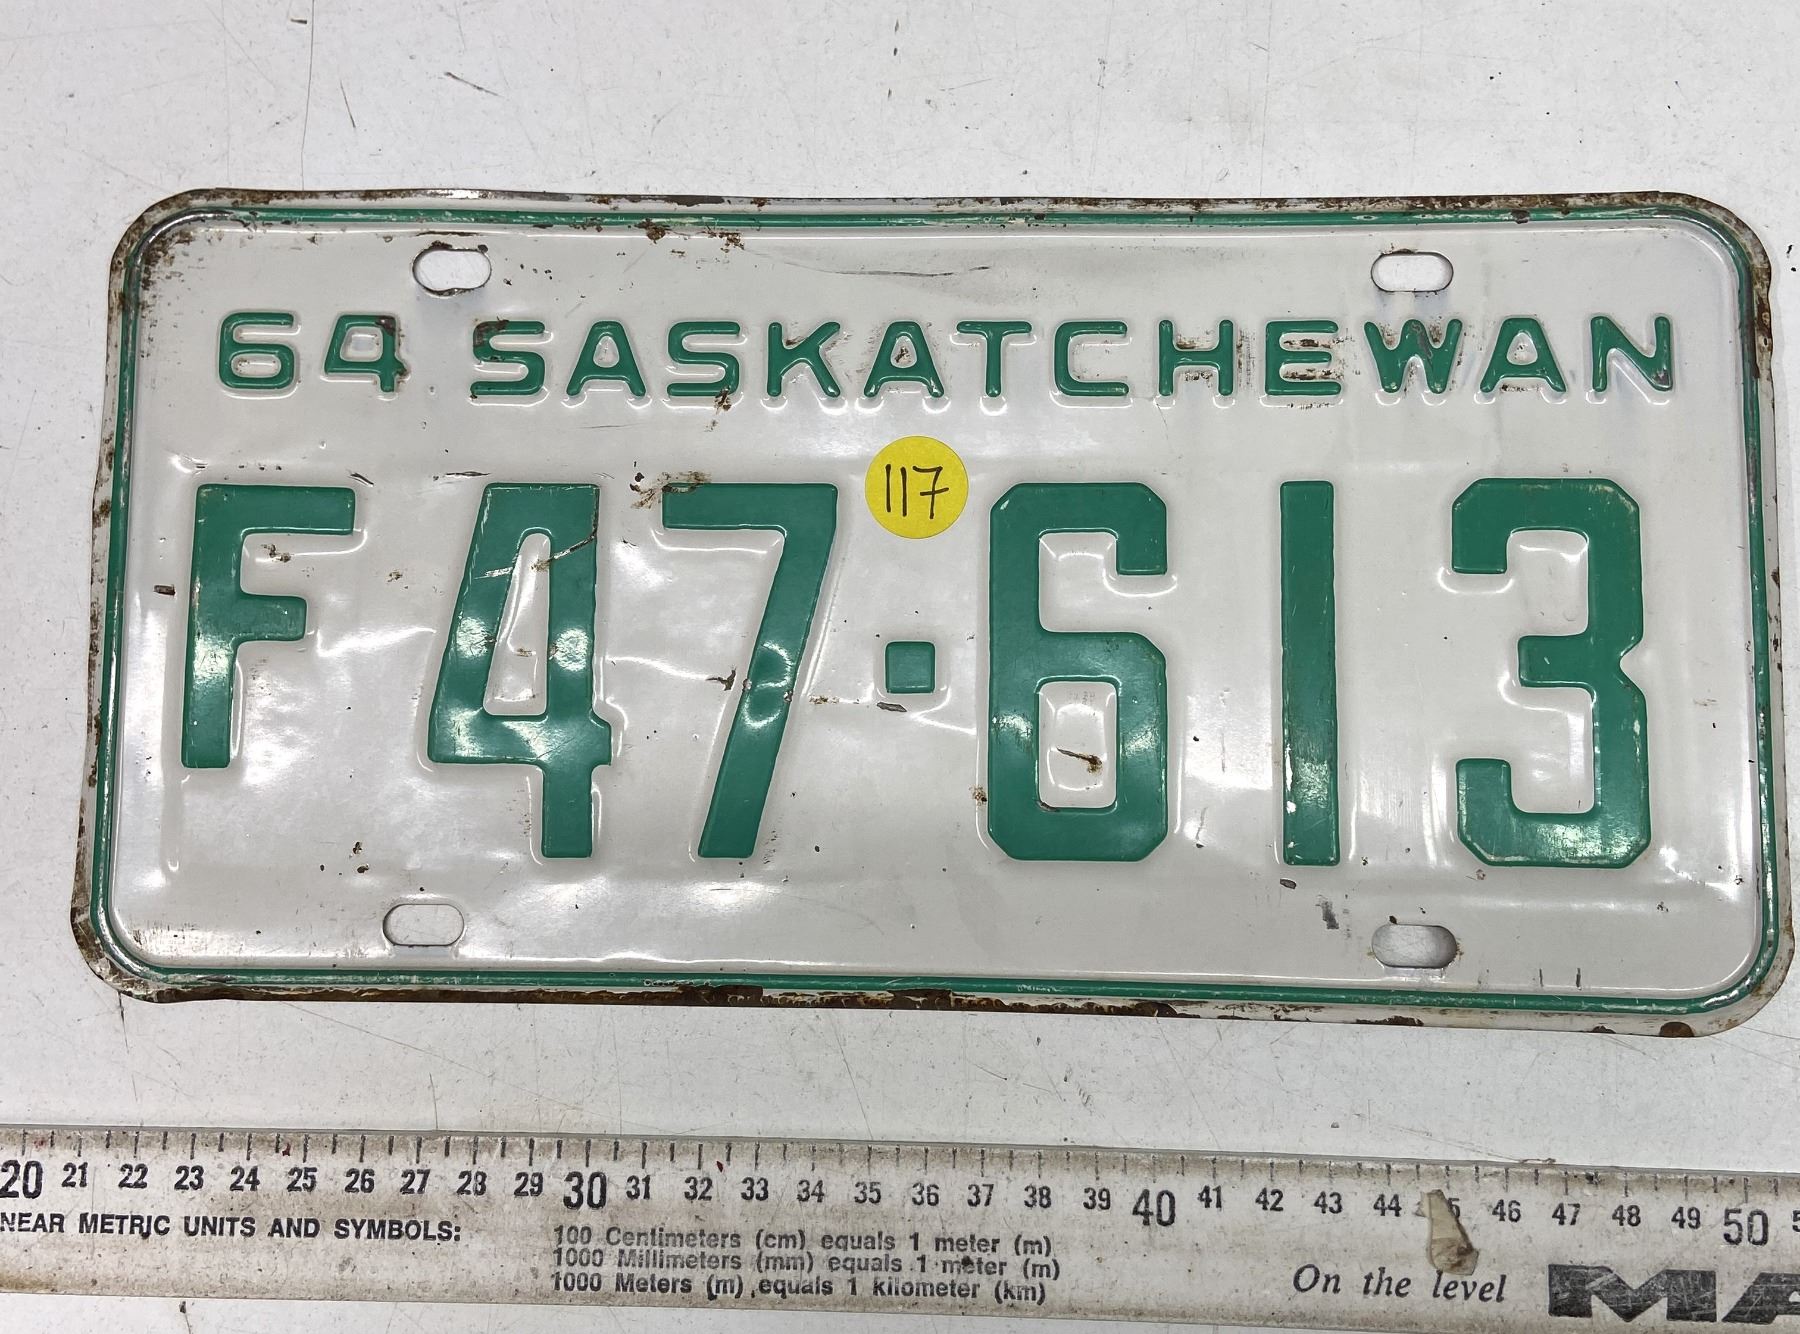 64 SASKATCHEWAN
117
F47·613
20 21 22 23 24 25 26 27 28 29 30 31 32 33 34 35 36 37 38 39 40 41 42 43 44 46 47 48 49 50
NEAR METRIC UNITS AND SYMBOLS:
100 Centimeters (cm) equals 1 meter (m)
1000 Millimeters (mm) equals 1 meter (m)
1000 Meters (m) equals 1 kilometer (km)
On the level